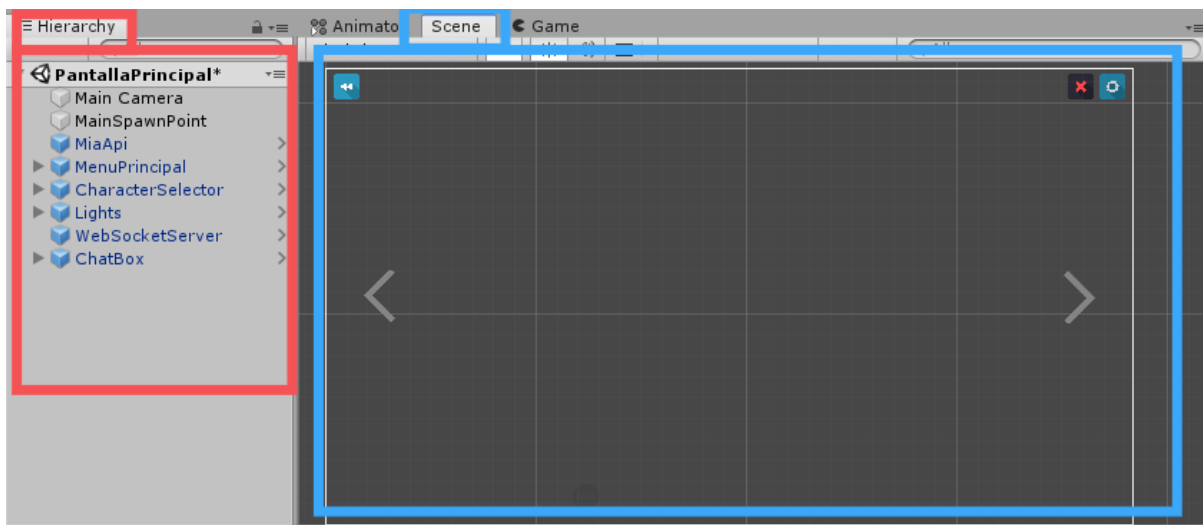 Hierarchy
Animato
Scene
Game
PantallaPrincipal*
Main Camera
MainSpawnPoint
MiaApi
MenuPrincipal
CharacterSelector
Lights
WebSocketServer
ChatBox